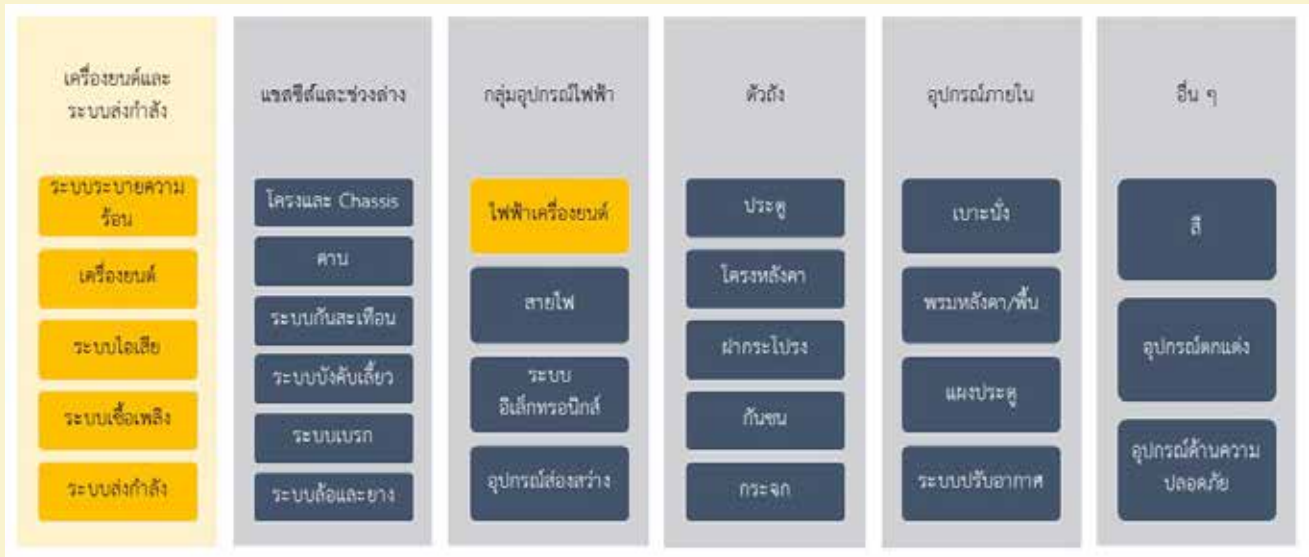 เครื่องยนต์และ
ระบบส่งกำลัง
ระบบระบายความ
ร้อน
เครื่องยนต์
ระบบไอเสีย
ระบบเชื้อเพลิง
ระบบส่งกำลัง
แชสซีส์และช่วงล่าง
โครงและ Chassis
คาน
ระบบกันสะเทือน
ระบบบังคับเลี้ยว
ระบบเบรก
ระบบล้อและยาง
กลุ่มอุปกรณ์ไฟฟ้า
ไฟฟ้าเครื่องยนต์
สายไฟ
ระบบ
อิเล็กทรอนิกส์
อุปกรณ์ส่องสว่าง
ตัวถัง
ประตู
โครงหลังคา
ฝากระโปรง
กันชน
กระจก
อุปกรณ์ภายใน
เบาะนั่ง
พรมหลังคา/พื้น
แผงประตู
ระบบปรับอากาศ
อื่น ๆ
สี
อุปกรณ์ตกแต่ง
อุปกรณ์ด้านความ
ปลอดภัย